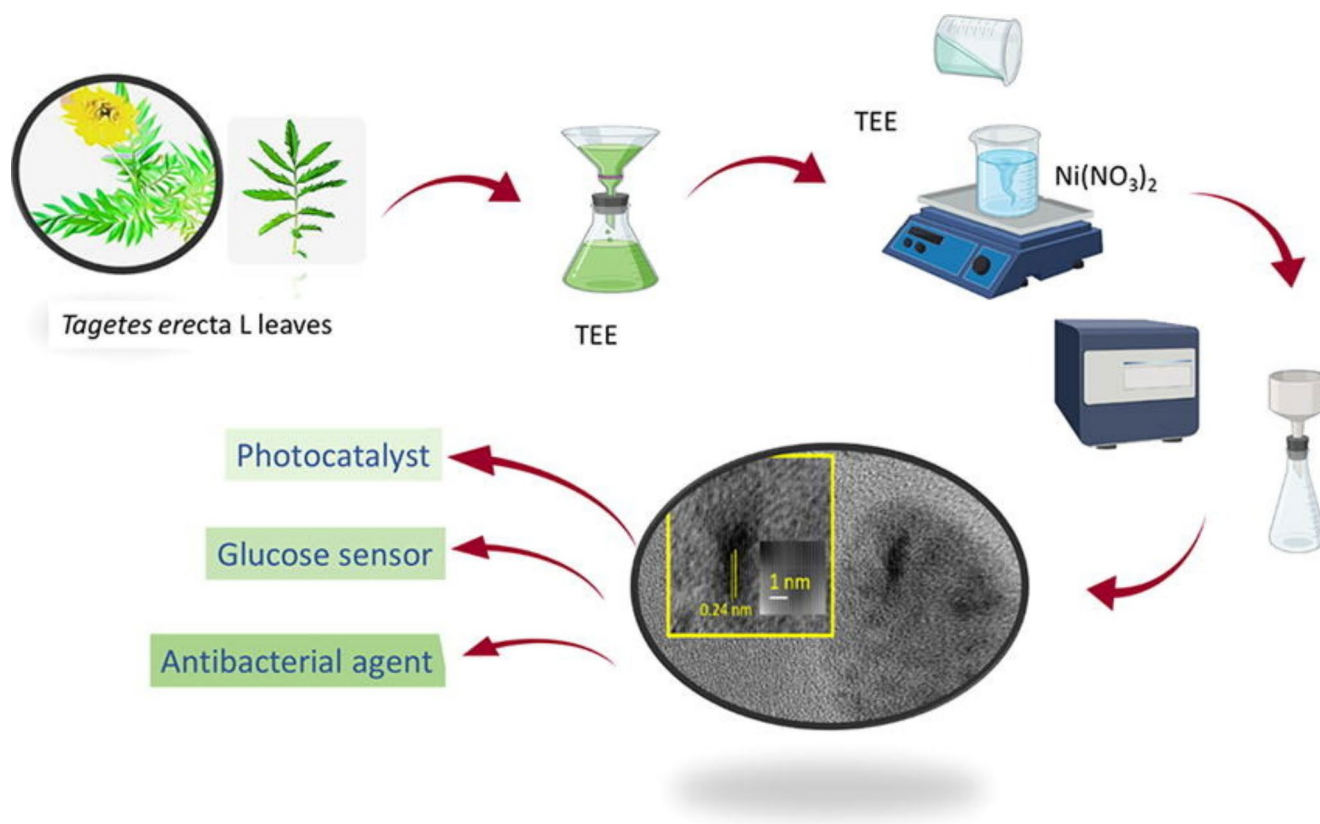 TEE
Ni(NO₃)₂
Tagetes erecta L leaves
TEE
Photocatalyst
Glucose sensor
Antibacterial agent
1 nm
0.24 nm